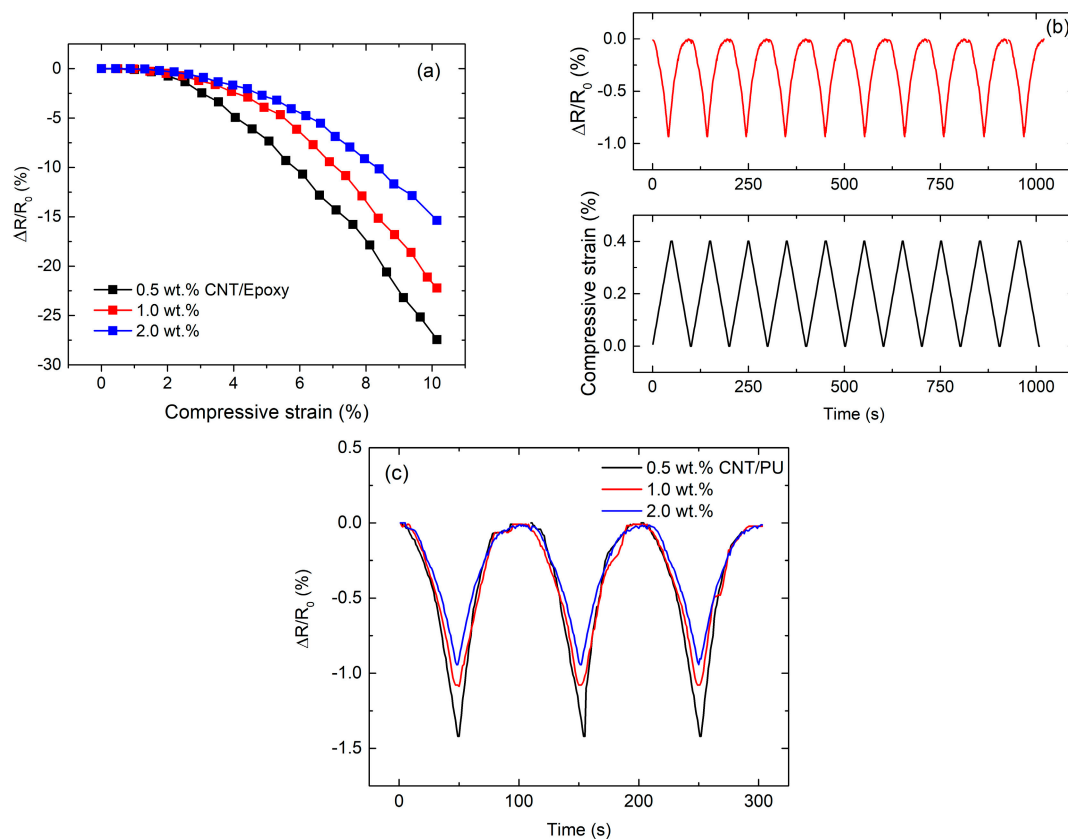 (a)
0
-5
-10
-15
-20
-25
-30
ΔR/R0 (%)
0.5 wt.% CNT/Epoxy
1.0 wt.%
2.0 wt.%
0 2 4 6 8 10
Compressive strain (%)
(b)
0.0
-0.5
-1.0
ΔR/R0 (%)
0 250 500 750 1000
0.4
0.2
0.0
Compressive strain (%)
0 250 500 750 1000
Time (s)
(c)
0.5
0.0
-0.5
-1.0
-1.5
ΔR/R0 (%)
0.5 wt.% CNT/PU
1.0 wt.%
2.0 wt.%
0 100 200 300
Time (s)